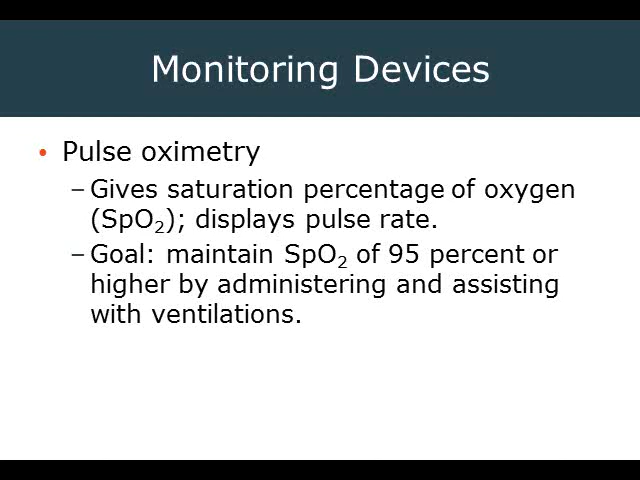 Monitoring Devices
• Pulse oximetry
– Gives saturation percentage of oxygen
(SpO₂); displays pulse rate.
– Goal: maintain SpO₂ of 95 percent or
higher by administering and assisting
with ventilations.